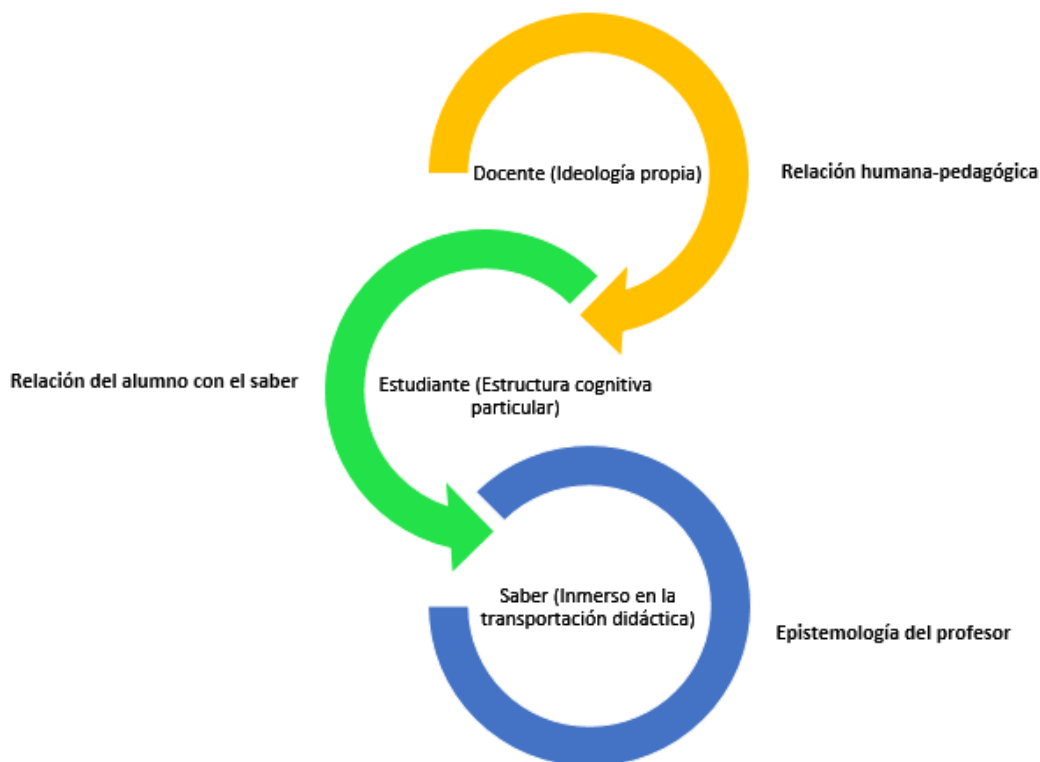 Docente (Ideología propia)
Relación humana-pedagógica
Relación del alumno con el saber
Estudiante (Estructura cognitiva
particular)
Saber (Inmerso en la
transportación didáctica)
Epistemología del profesor